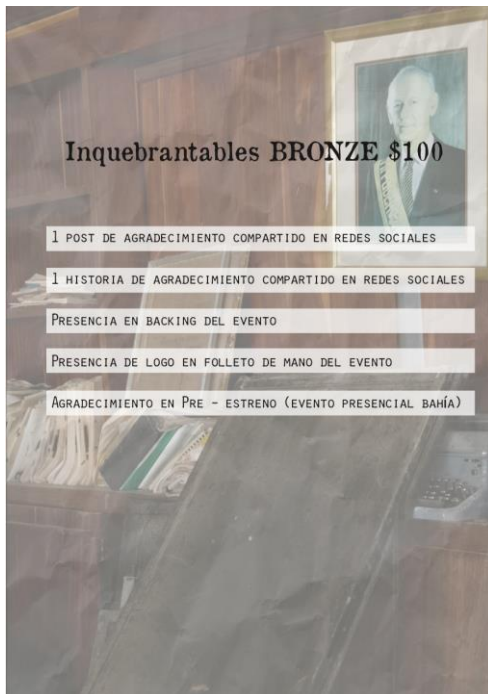 Inquebrantables BRONZE $100
1 POST DE AGRADECIMIENTO COMPARTIDO EN REDES SOCIALES
1 HISTORIA DE AGRADECIMIENTO COMPARTIDO EN REDES SOCIALES
PRESENCIA EN BACKING DEL EVENTO
PRESENCIA DE LOGO EN FOLLETO DE MANO DEL EVENTO
AGRADECIMIENTO EN PRE - ESTRENO (EVENTO PRESENCIAL BAHÍA)